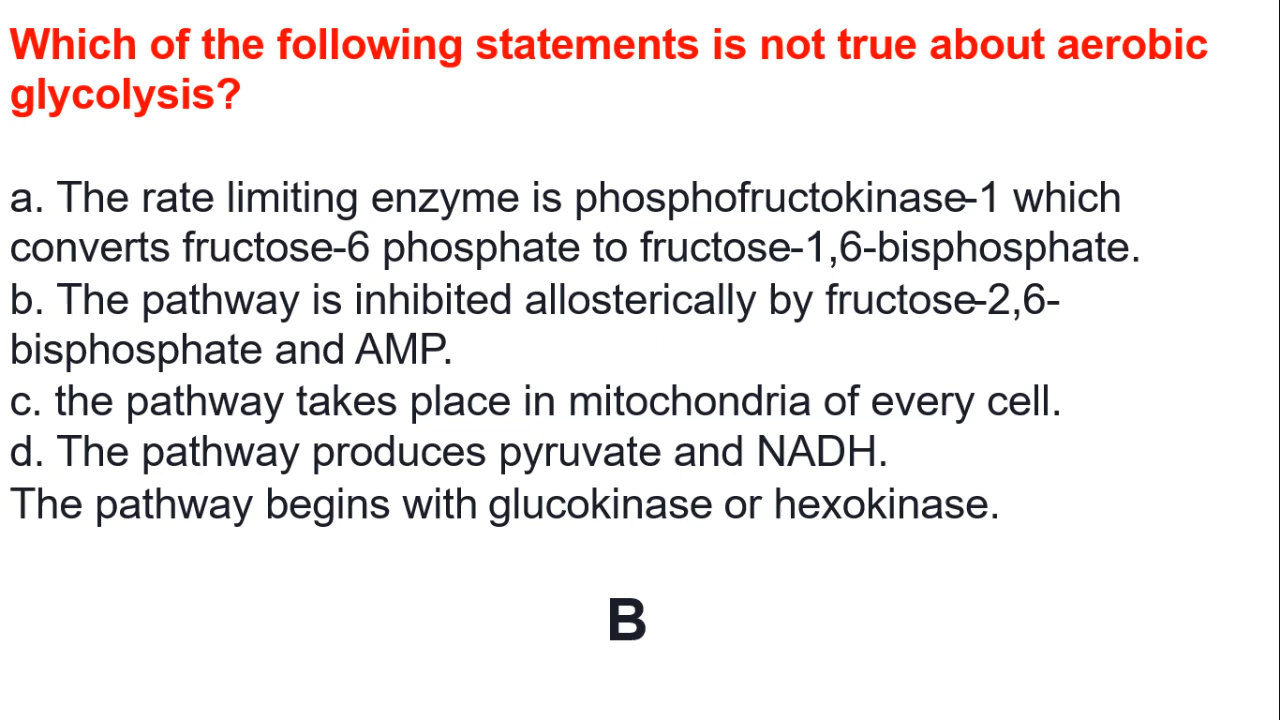 Which of the following statements is not true about aerobic
glycolysis?
a. The rate limiting enzyme is phosphofructokinase-1 which
converts fructose-6 phosphate to fructose-1,6-bisphosphate.
b. The pathway is inhibited allosterically by fructose-2,6-
bisphosphate and AMP.
c. the pathway takes place in mitochondria of every cell.
d. The pathway produces pyruvate and NADH.
The pathway begins with glucokinase or hexokinase.
B